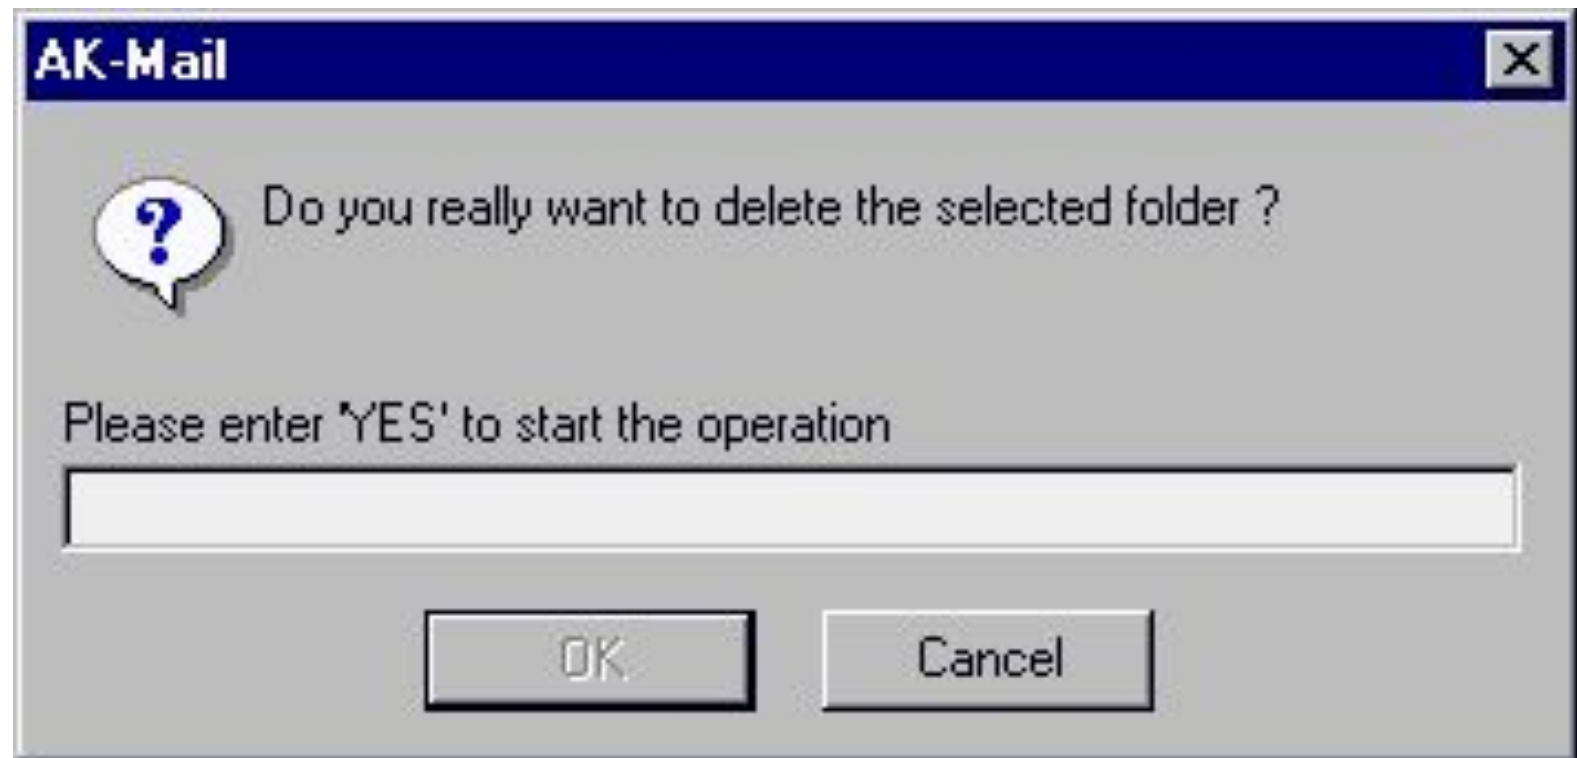 AK-Mail
?
Do you really want to delete the selected folder ?
Please enter 'YES' to start the operation
OK
Cancel